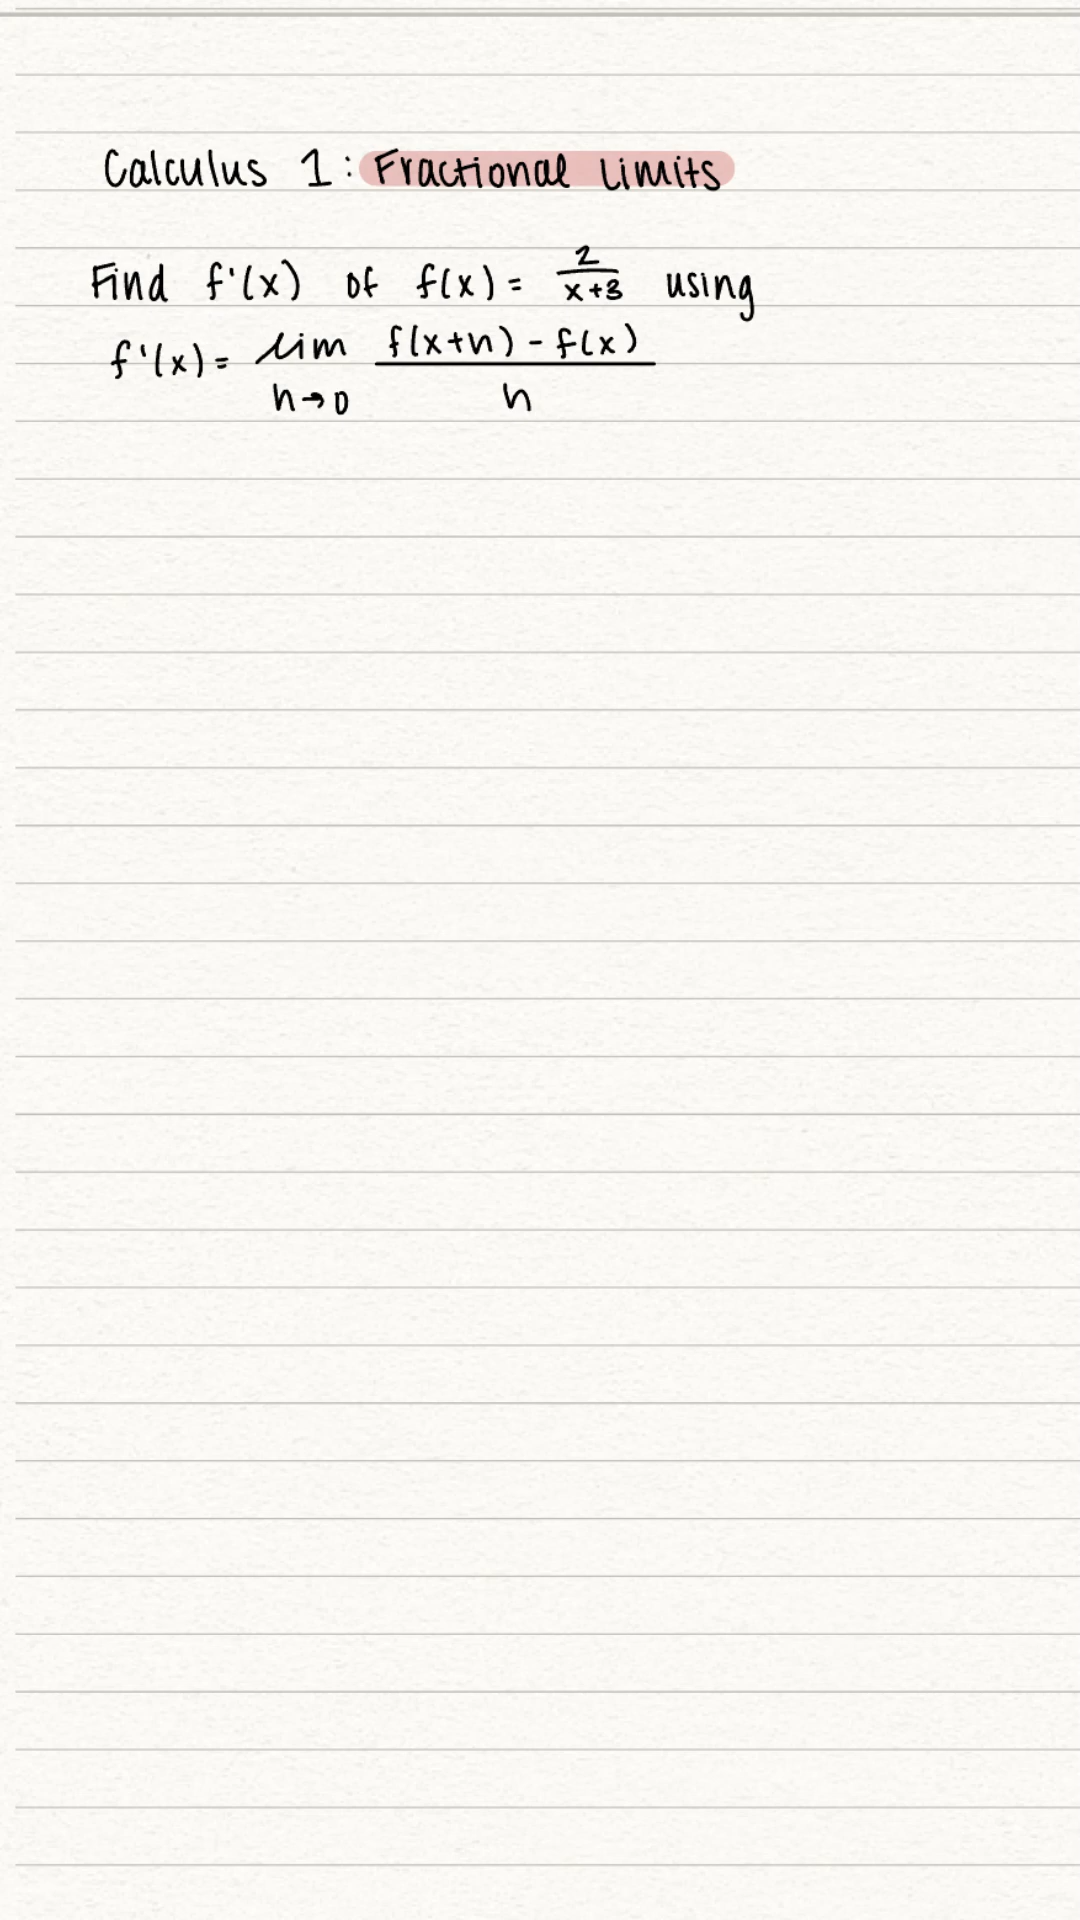 Calculus 1: Fractional Limits
Find f'(x) of f(x) = 2/(x+3) using
f'(x) = lim h→0 (f(x+h) - f(x))/h